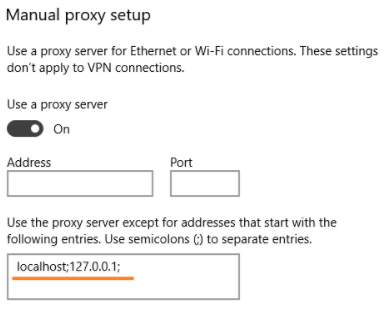 Manual proxy setup
Use a proxy server for Ethernet or Wi-Fi connections. These settings
don't apply to VPN connections.
Use a proxy server
On
Address Port
Use the proxy server except for addresses that start with the
following entries. Use semicolons (;) to separate entries.
localhost;127.0.0.1;